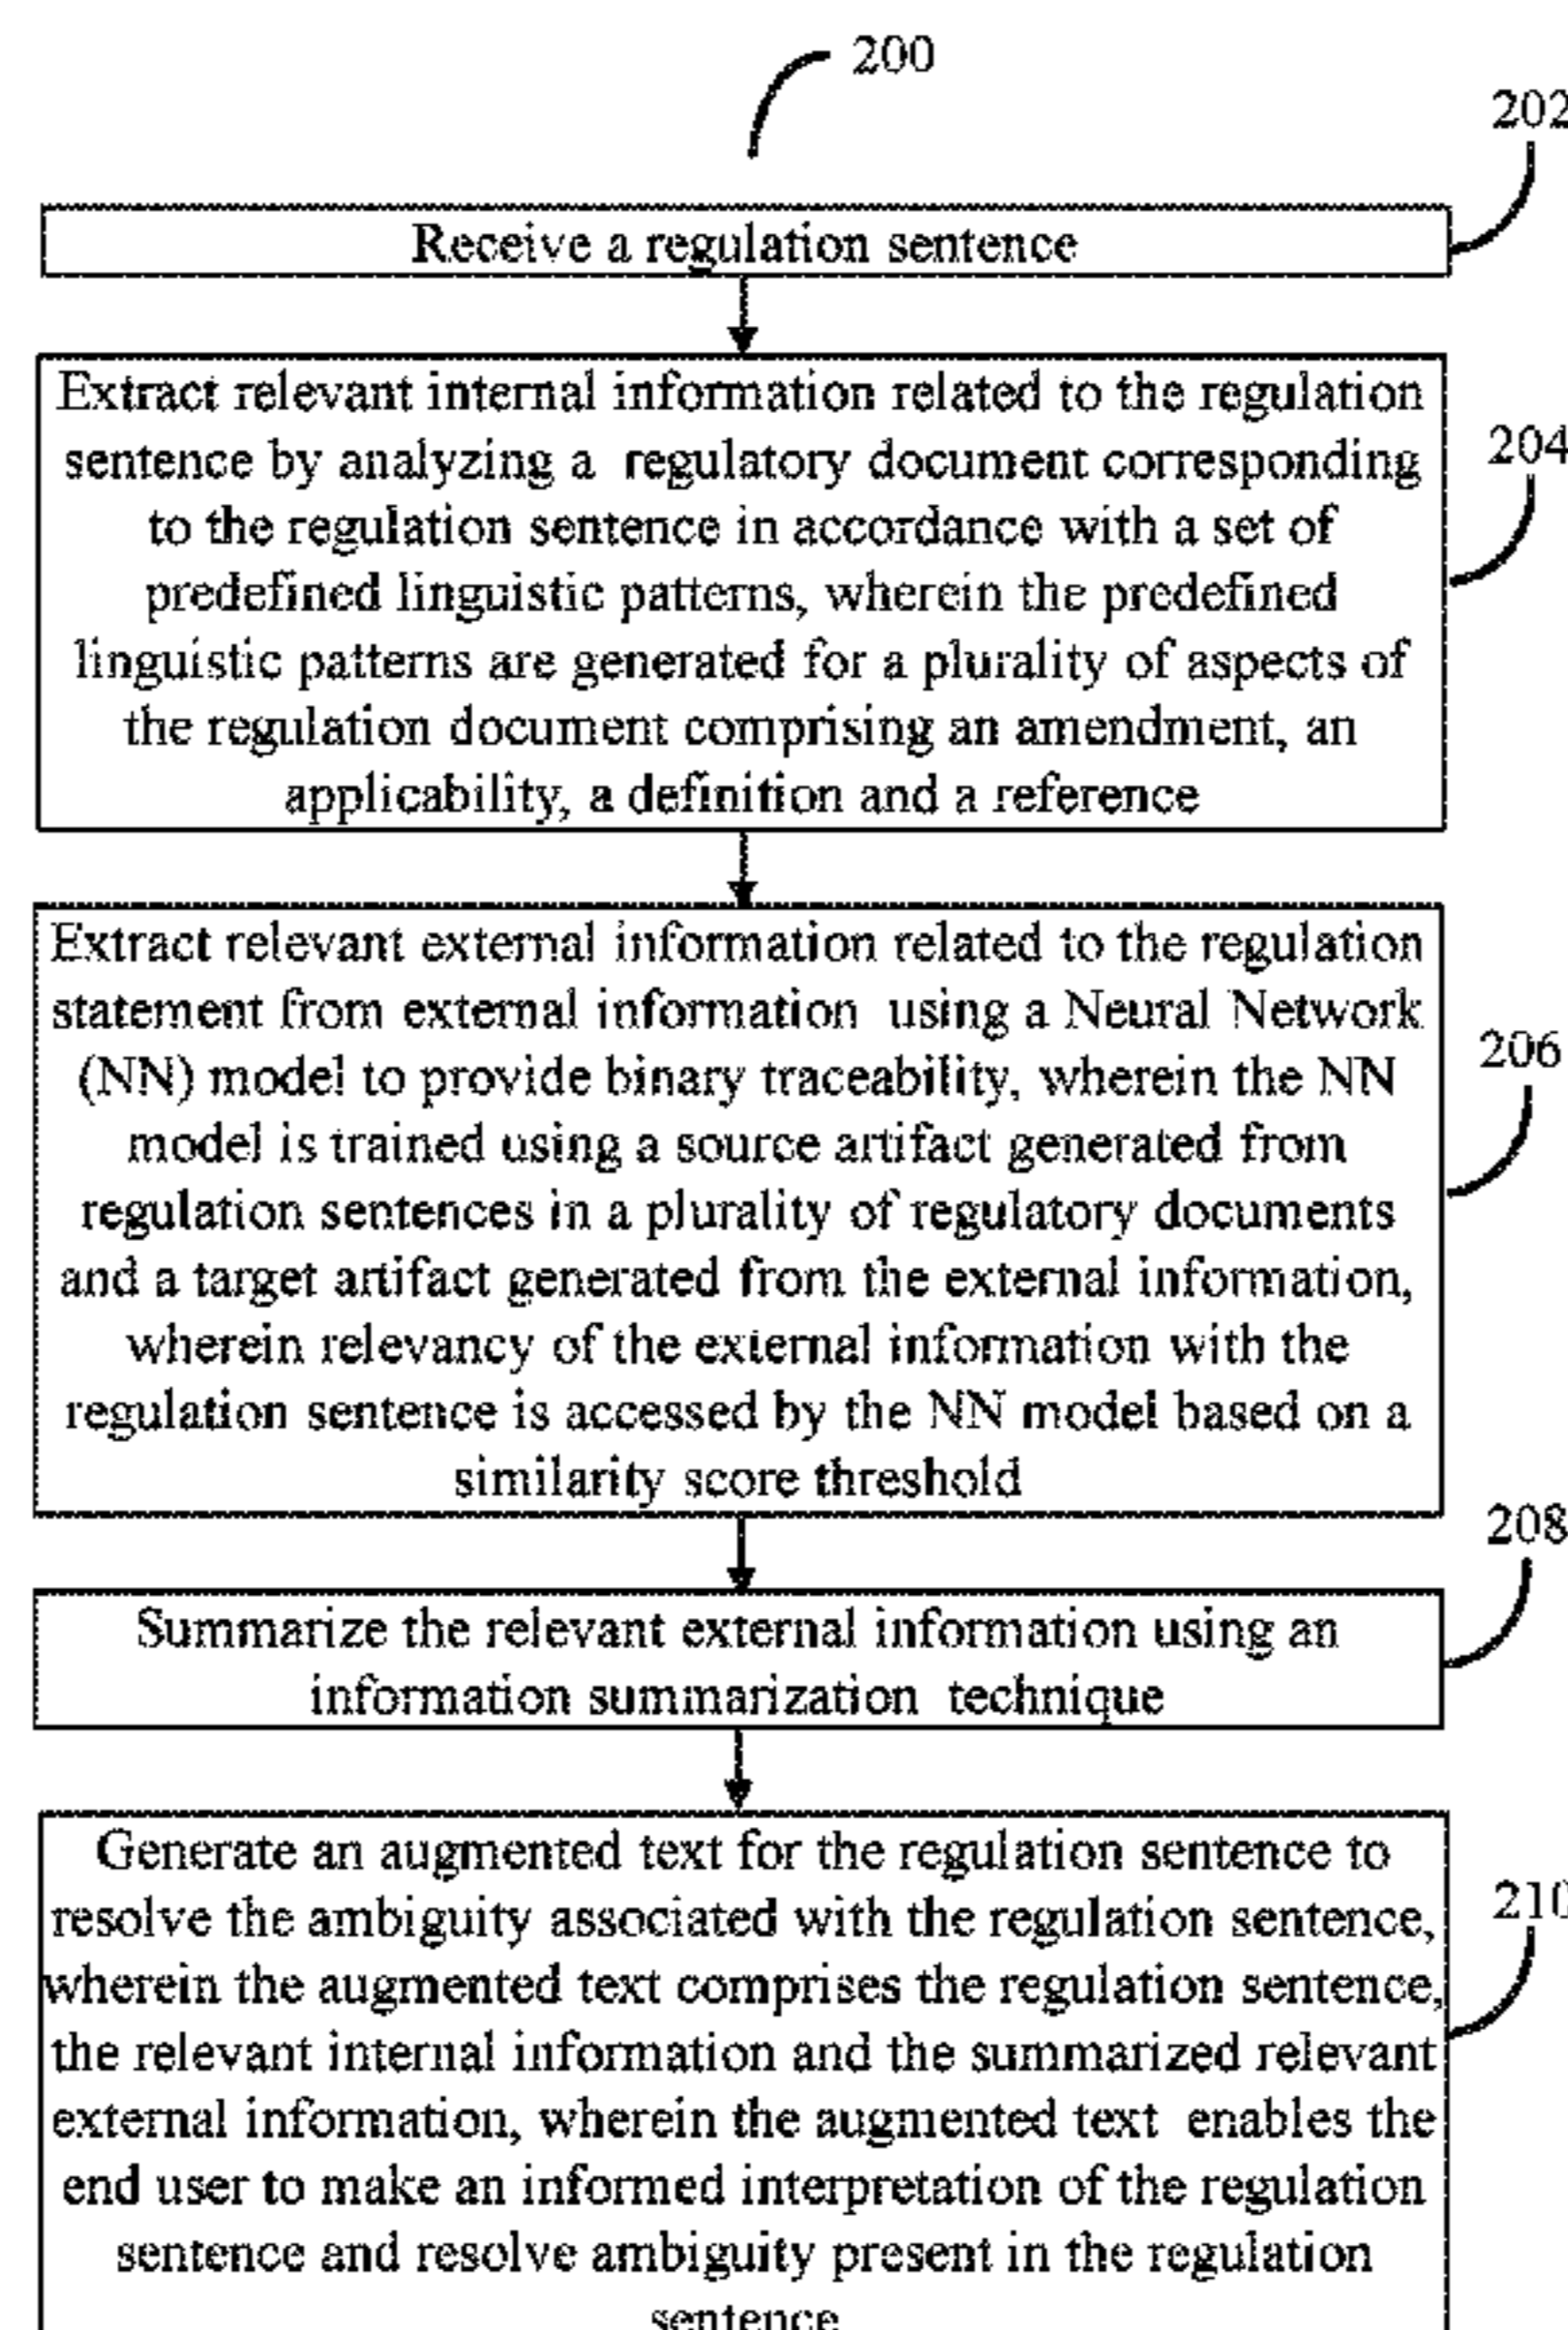 200
202
Receive a regulation sentence
Extract relevant internal information related to the regulation
sentence by analyzing a regulatory document corresponding
to the regulation sentence in accordance with a set of
predefined linguistic patterns, wherein the predefined
linguistic patterns are generated for a plurality of aspects of
the regulation document comprising an amendment, an
applicability, a definition and a reference
204
Extract relevant external information related to the regulation
statement from external information using a Neural Network
(NN) model to provide binary traceability, wherein the NN
model is trained using a source artifact generated from
regulation sentences in a plurality of regulatory documents
and a target artifact generated from the external information,
wherein relevancy of the external information with the
regulation sentence is accessed by the NN model based on a
similarity score threshold
206
208
Summarize the relevant external information using an
information summarization technique
Generate an augmented text for the regulation sentence to
resolve the ambiguity associated with the regulation sentence,
wherein the augmented text comprises the regulation sentence,
the relevant internal information and the summarized relevant
external information, wherein the augmented text enables the
end user to make an informed interpretation of the regulation
sentence and resolve ambiguity present in the regulation
sentence
210